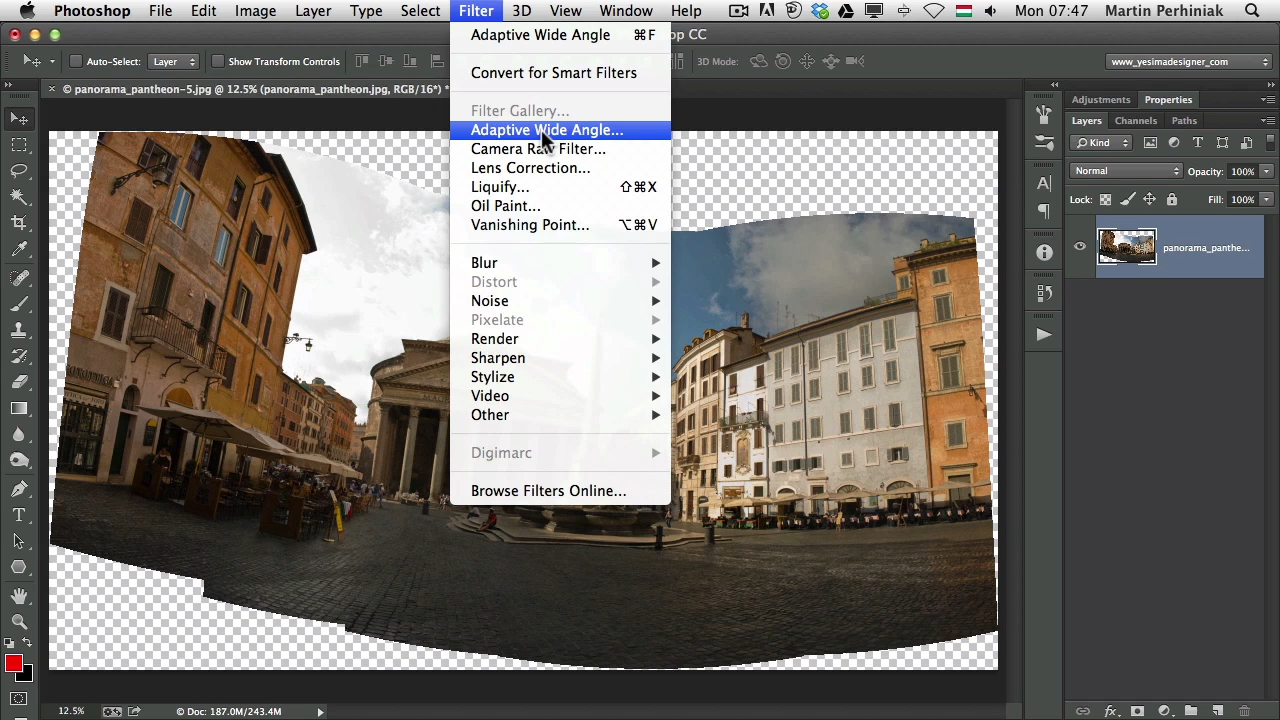 Photoshop File Edit Image Layer Type Select Filter 3D View Window Help Mon 07:47 Martin Perhniak
op CC
Auto-Select: Layer Show Transform Controls 3D Mode: www_yesimadesigner_com
× © panorama_pantheon-5.jpg @ 12.5% (panorama_pantheon.jpg, RGB/16*) *
Adaptive Wide Angle ⌘F
Convert for Smart Filters
Filter Gallery...
Adaptive Wide Angle...
Camera Raw Filter...
Lens Correction...
Liquify... ⇧⌘X
Oil Paint...
Vanishing Point... ⌥⌘V
Blur
Distort
Noise
Pixelate
Render
Sharpen
Stylize
Video
Other
Digimarc
Browse Filters Online...
Adjustments Properties
Layers Channels Paths
Kind
Normal Opacity: 100%
Lock: Fill: 100%
panorama_panthe...
12.5% © Doc: 187.0M/243.4M